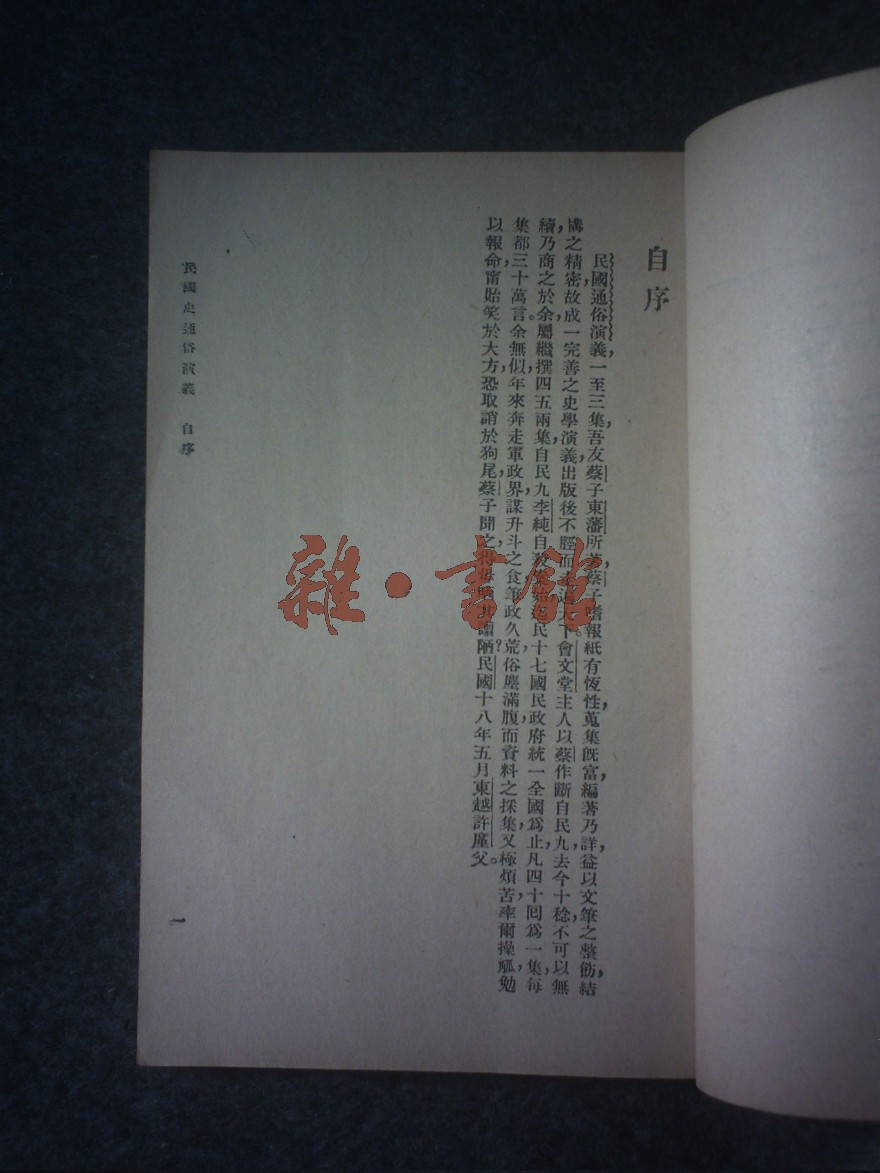 自序
民國通俗演義，一至三集，吾友蔡子東藩所著，蔡子嗜報紙有恆性，蒐集既富，編著乃詳，益以文筆之整飭，結
構之精密，故成一完善之史學演義，出版後不脛而走天下。會文堂主人以蔡作斷自民九，去今十稔，不可以無
續，乃商之於余，屬繼撰四五兩集，自民九李純自殺民十七國民政府統一全國爲止，凡四十回爲一集，每
集都三十萬言。余無似，年來奔走軍政界，謀升斗之食，筆政久荒，俗塵滿腹，而資料之採集，又極煩苦，率爾操觚，勉
以報命，甯貽笑於大方，恐取誚於狗尾，蔡子聞之，陋？民國十八年五月東越許廑父。
民國史通俗演義　自序
一
雜·書館